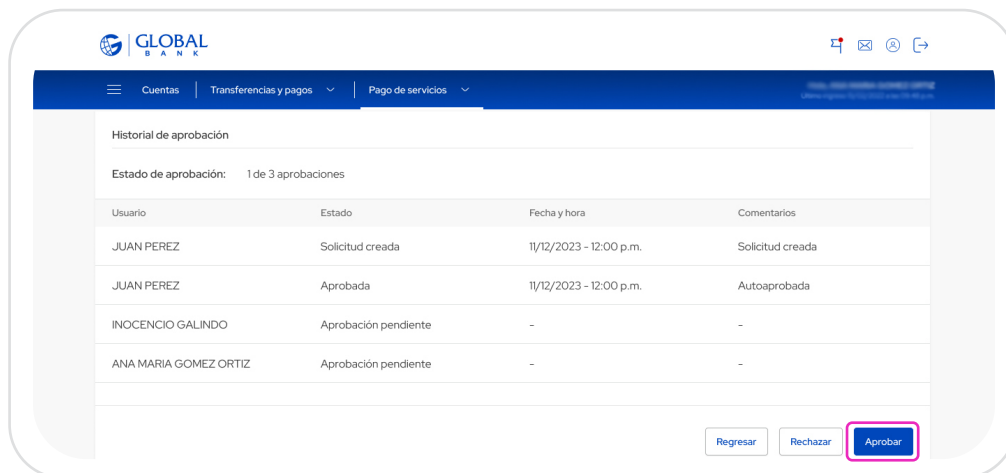 GLOBAL
BANK
Cuentas Transferencias y pagos Pago de servicios
Historial de aprobación
Estado de aprobación: 1 de 3 aprobaciones
Usuario Estado Fecha y hora Comentarios
JUAN PEREZ Solicitud creada 11/12/2023 - 12:00 p.m. Solicitud creada
JUAN PEREZ Aprobada 11/12/2023 - 12:00 p.m. Autoaprobada
INOCENCIO GALINDO Aprobación pendiente - -
ANA MARIA GOMEZ ORTIZ Aprobación pendiente - -
Regresar Rechazar Aprobar